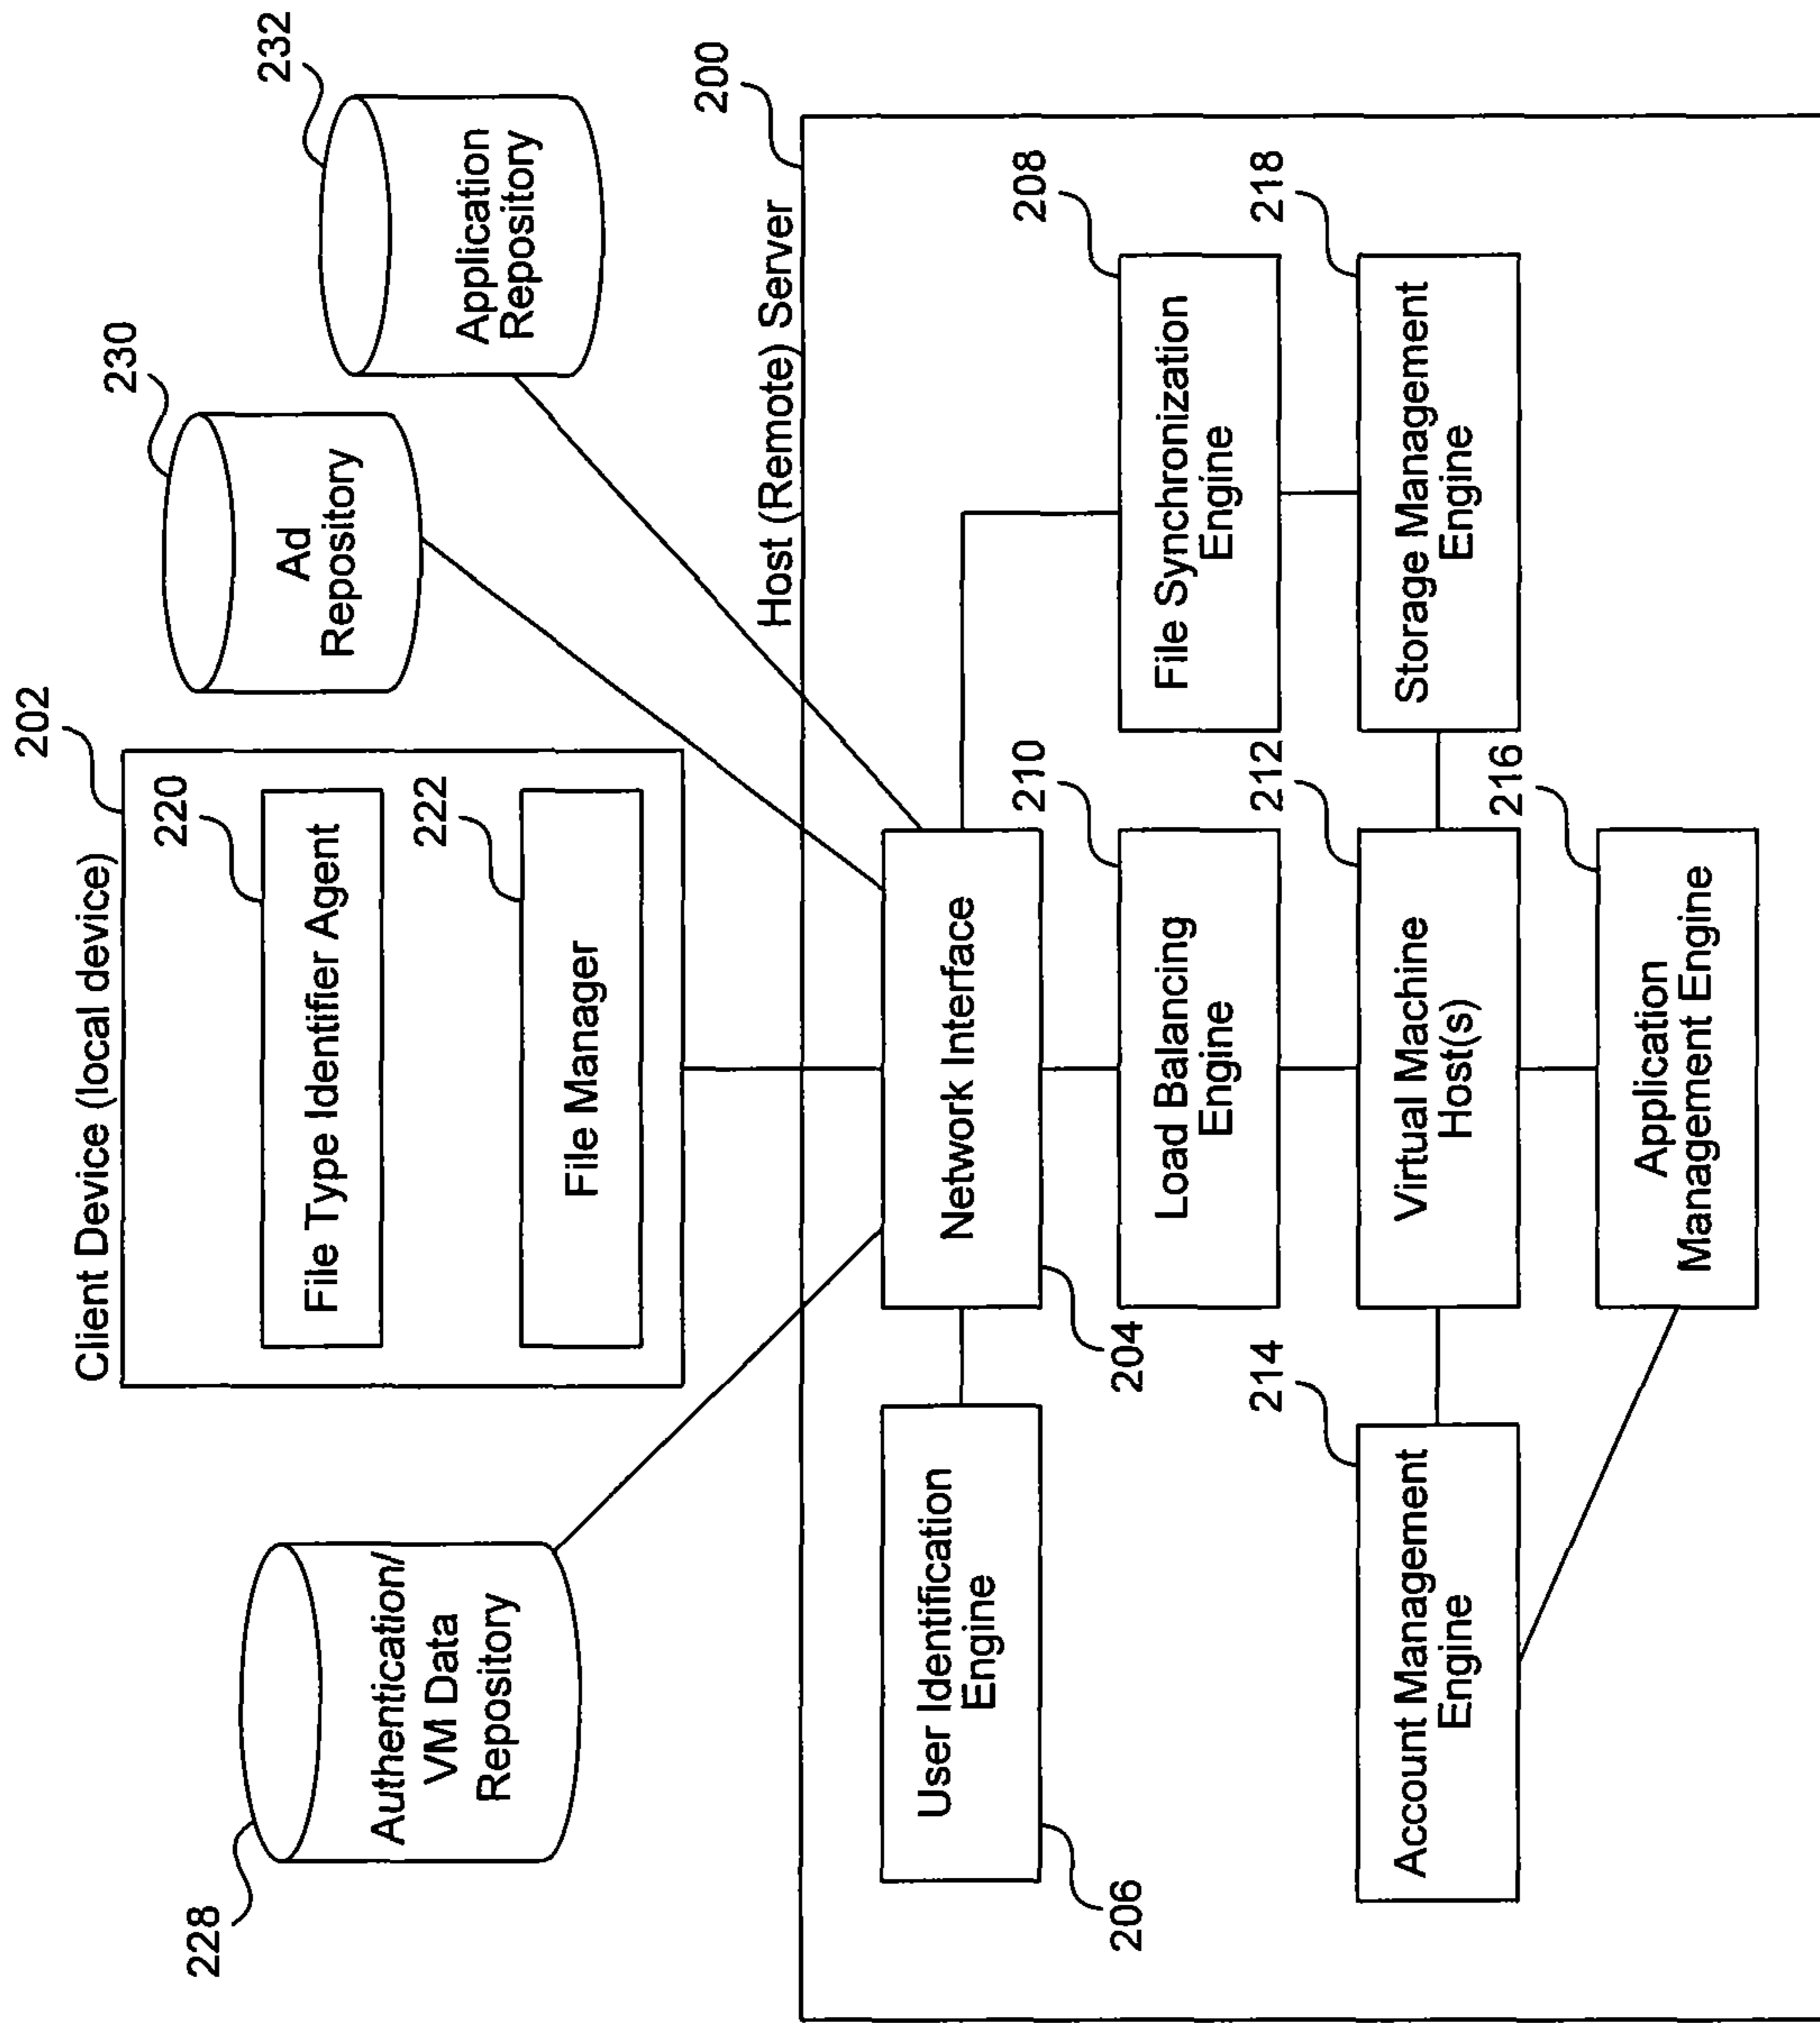 228
Authentication/
VM Data
Repository
Client Device (local device)
202
220
File Type Identifier Agent
222
File Manager
230
Ad
Repository
232
Application
Repository
Host (Remote) Server
200
User Identification
Engine
206
Network Interface
204
File Synchronization
Engine
208
Load Balancing
Engine
210
Account Management
Engine
214
Virtual Machine
Host(s)
212
Storage Management
Engine
218
Application
Management Engine
216